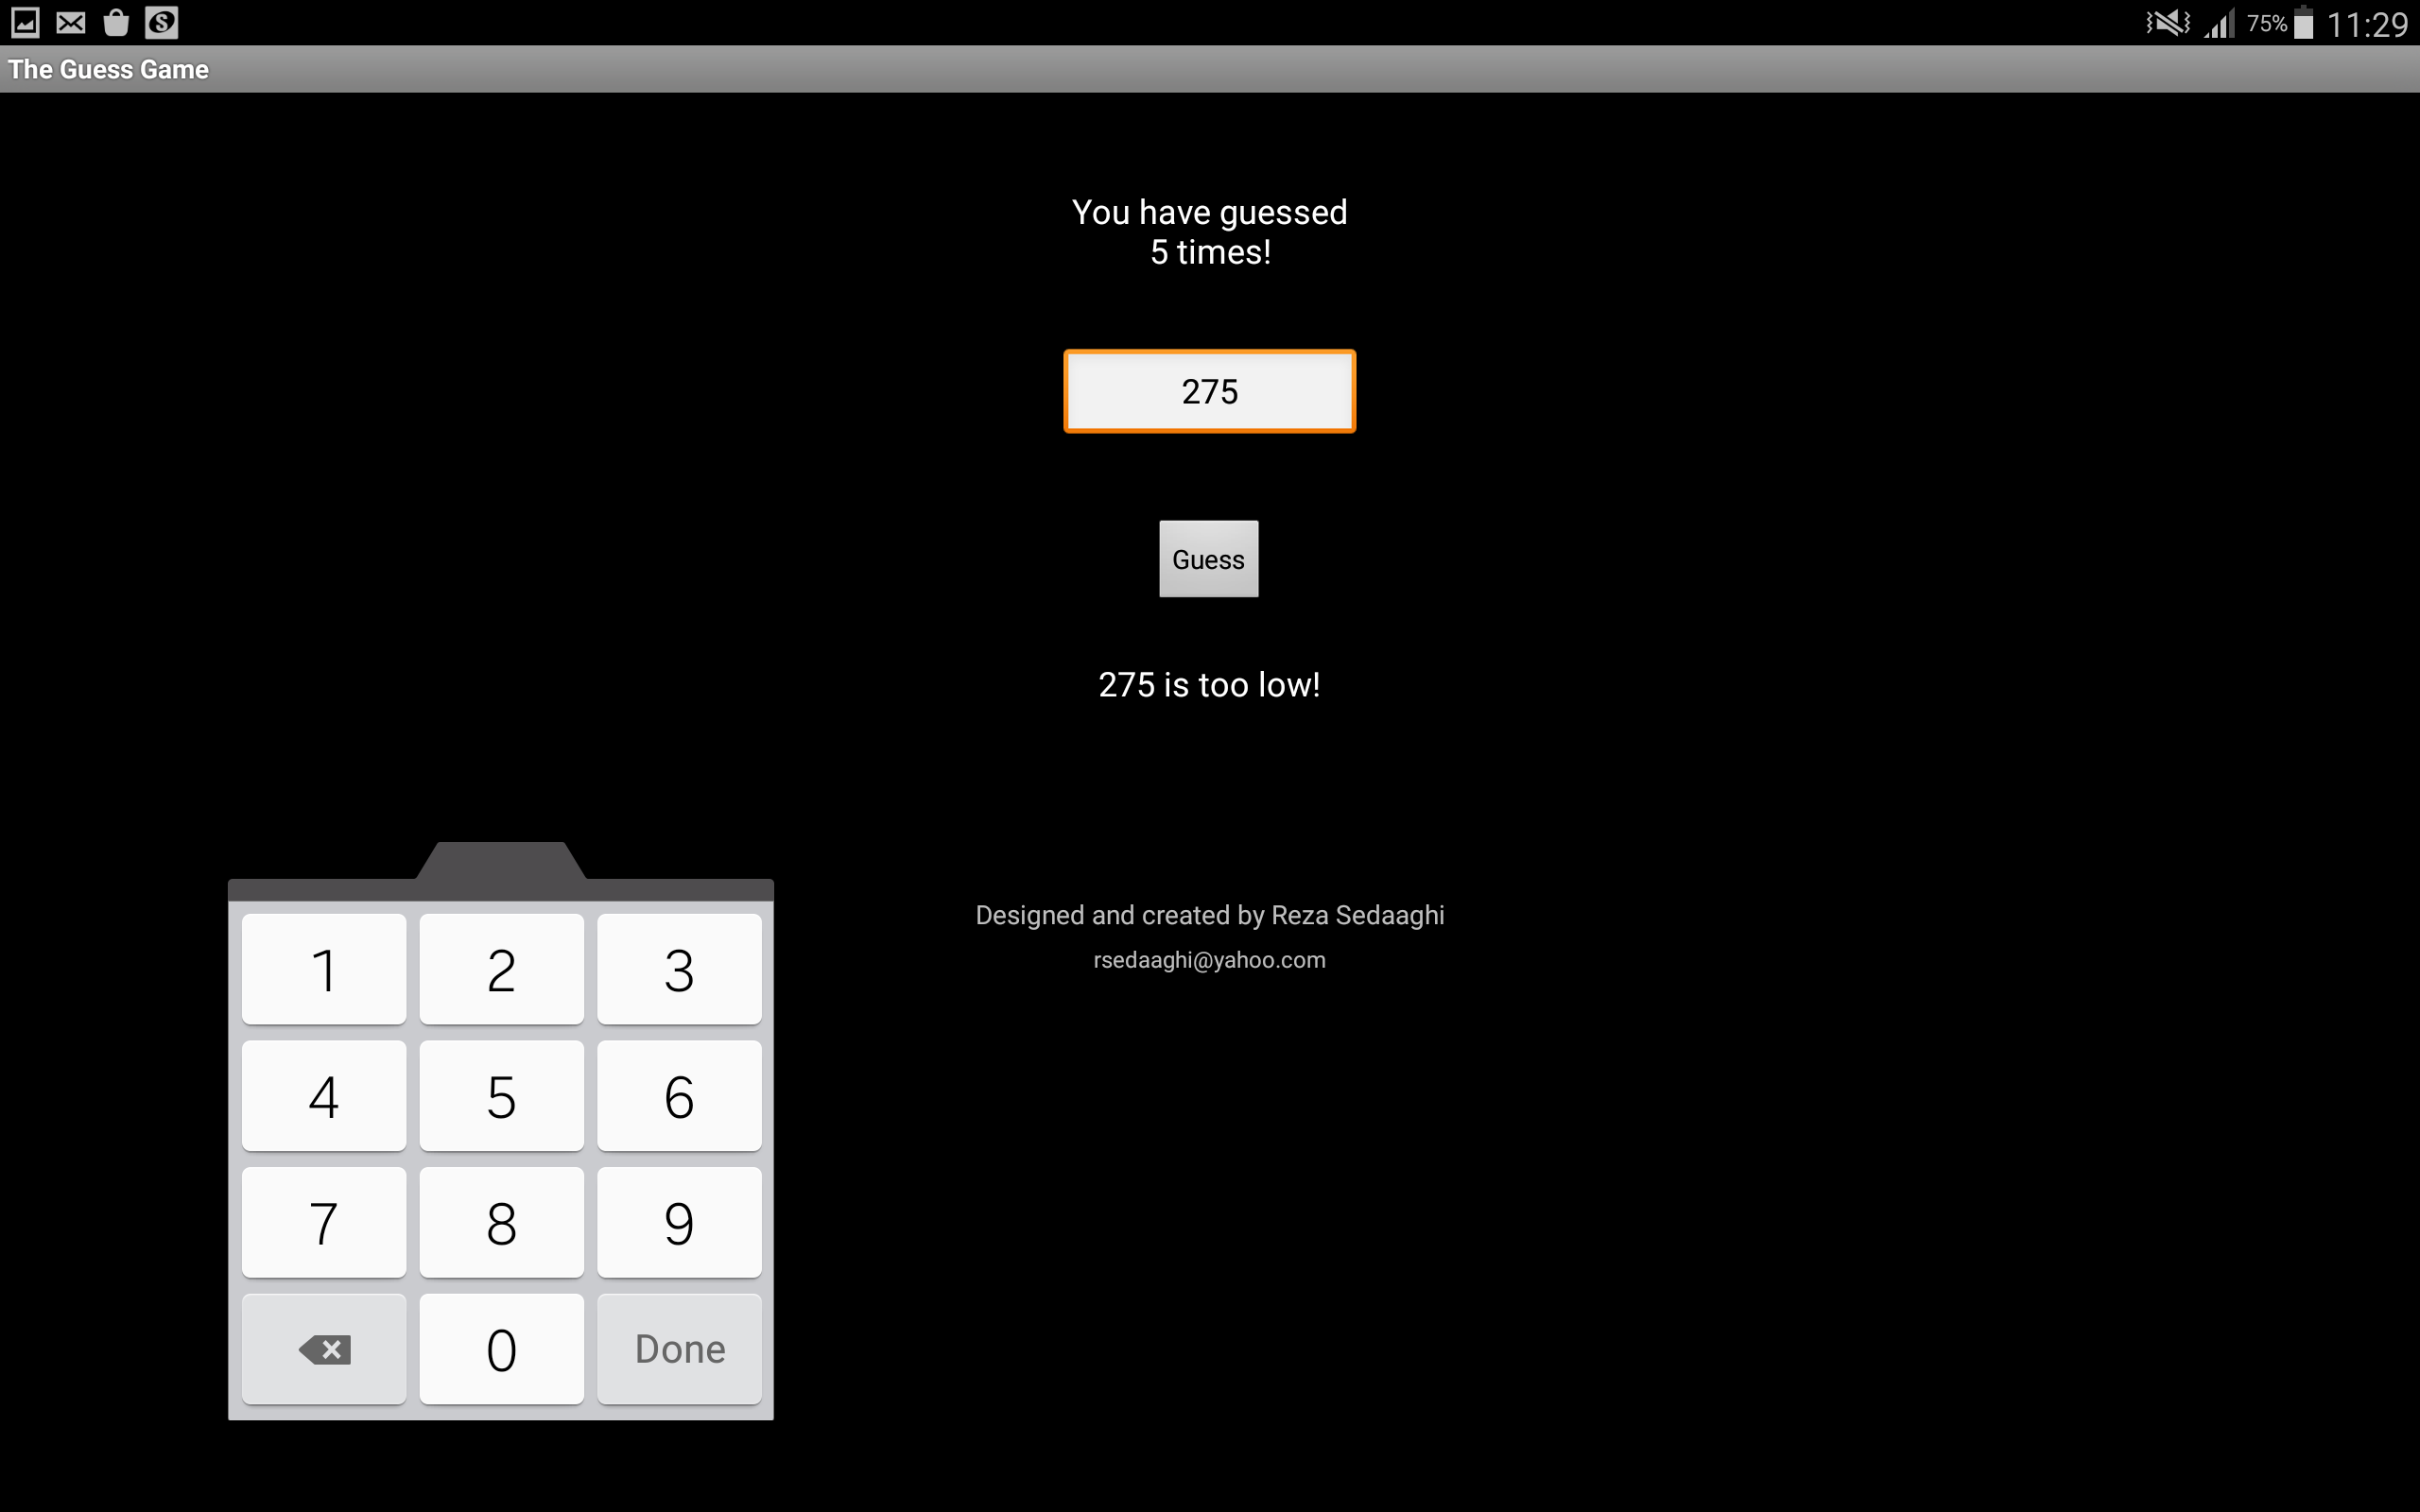 75% 11:29
The Guess Game
You have guessed
5 times!
275
Guess
275 is too low!
Designed and created by Reza Sedaaghi
rsedaaghi@yahoo.com
1 2 3
4 5 6
7 8 9
0 Done